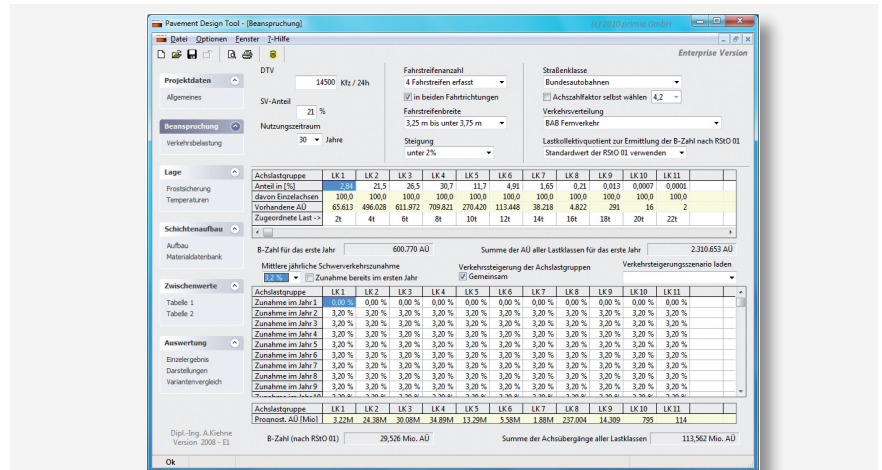 Pavement Design Tool - [Beanspruchung]
(c) 2010 primie GmbH
Datei Optionen Fenster ?-Hilfe
Enterprise Version
Projektdaten
Allgemeines
Beanspruchung
Verkehrsbelastung
Lage
Frostsicherung
Temperaturen
Schichtenaufbau
Aufbau
Materialdatenbank
Zwischenwerte
Tabelle 1
Tabelle 2
Auswertung
Einzelergebnis
Darstellungen
Variantenvergleich
Dipl.-Ing. A.Kiehne
Version 2008 - E1
DTV
14500 Kfz / 24h
SV-Anteil
21 %
Nutzungszeitraum
30 Jahre
Fahrstreifenanzahl
4 Fahrstreifen erfasst
in beiden Fahrtrichtungen
Fahrstreifenbreite
3,25 m bis unter 3,75 m
Steigung
unter 2%
Straßenklasse
Bundesautobahnen
Achszahlfaktor selbst wählen 4,2
Verkehrsverteilung
BAB Fernverkehr
Lastkollektivquotient zur Ermittlung der B-Zahl nach RStO 01
Standardwert der RStO 01 verwenden
Achslastgruppe LK 1 LK 2 LK 3 LK 4 LK 5 LK 6 LK 7 LK 8 LK 9 LK 10 LK 11
Anteil in [%] 2,84 21,5 26,5 30,7 11,7 4,91 1,65 0,21 0,013 0,0007 0,0001
davon Einzelachsen 100,0 100,0 100,0 100,0 100,0 100,0 100,0 100,0 100,0 100,0 100,0
Vorhandene AÜ 65.613 496.028 611.972 709.821 270.420 113.448 38.218 4.822 291 16 2
Zugeordnete Last -> 2t 4t 6t 8t 10t 12t 14t 16t 18t 20t 22t
B-Zahl für das erste Jahr 600.770 AÜ Summe der AÜ aller Lastklassen für das erste Jahr 2.310.653 AÜ
Mittlere jährliche Schwerverkehrszunahme
3,2 % Zunahme bereits im ersten Jahr
Verkehrssteigerung der Achslastgruppen
Gemeinsam
Verkehrsteigerungsszenario laden
Achslastgruppe LK 1 LK 2 LK 3 LK 4 LK 5 LK 6 LK 7 LK 8 LK 9 LK 10 LK 11
Zunahme im Jahr 1 0,00 % 0,00 % 0,00 % 0,00 % 0,00 % 0,00 % 0,00 % 0,00 % 0,00 % 0,00 % 0,00 %
Zunahme im Jahr 2 3,20 % 3,20 % 3,20 % 3,20 % 3,20 % 3,20 % 3,20 % 3,20 % 3,20 % 3,20 % 3,20 %
Zunahme im Jahr 3 3,20 % 3,20 % 3,20 % 3,20 % 3,20 % 3,20 % 3,20 % 3,20 % 3,20 % 3,20 % 3,20 %
Zunahme im Jahr 4 3,20 % 3,20 % 3,20 % 3,20 % 3,20 % 3,20 % 3,20 % 3,20 % 3,20 % 3,20 % 3,20 %
Zunahme im Jahr 5 3,20 % 3,20 % 3,20 % 3,20 % 3,20 % 3,20 % 3,20 % 3,20 % 3,20 % 3,20 % 3,20 %
Zunahme im Jahr 6 3,20 % 3,20 % 3,20 % 3,20 % 3,20 % 3,20 % 3,20 % 3,20 % 3,20 % 3,20 % 3,20 %
Zunahme im Jahr 7 3,20 % 3,20 % 3,20 % 3,20 % 3,20 % 3,20 % 3,20 % 3,20 % 3,20 % 3,20 % 3,20 %
Zunahme im Jahr 8 3,20 % 3,20 % 3,20 % 3,20 % 3,20 % 3,20 % 3,20 % 3,20 % 3,20 % 3,20 % 3,20 %
Zunahme im Jahr 9 3,20 % 3,20 % 3,20 % 3,20 % 3,20 % 3,20 % 3,20 % 3,20 % 3,20 % 3,20 % 3,20 %
Achslastgruppe LK 1 LK 2 LK 3 LK 4 LK 5 LK 6 LK 7 LK 8 LK 9 LK 10 LK 11
Prognost. AÜ [Mio] 3.22M 24.38M 30.08M 34.89M 13.29M 5.58M 1.88M 237.004 14.309 795 114
B-Zahl (nach RStO 01) 29,526 Mio. AÜ Summe der Achsübergänge aller Lastklassen 113,562 Mio. AÜ
Ok